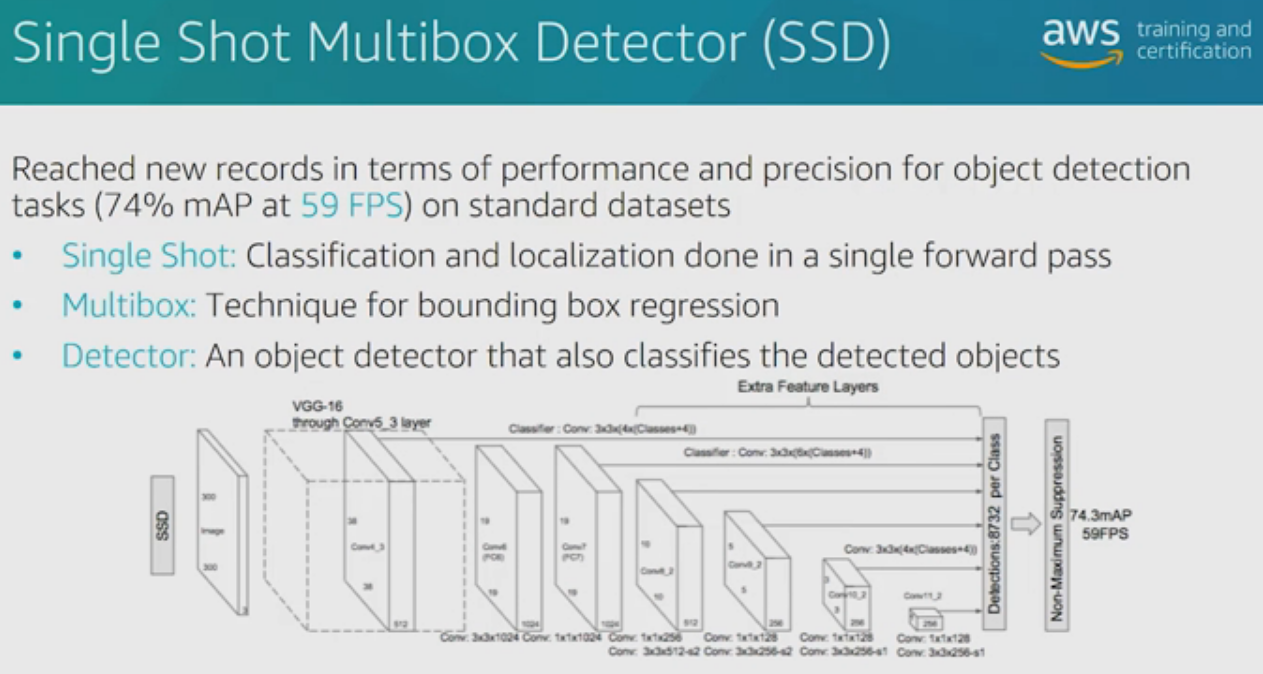 Single Shot Multibox Detector (SSD)
aws training and
certification
Reached new records in terms of performance and precision for object detection
tasks (74% mAP at 59 FPS) on standard datasets
• Single Shot: Classification and localization done in a single forward pass
• Multibox: Technique for bounding box regression
• Detector: An object detector that also classifies the detected objects
Extra Feature Layers
VGG-16
through Conv5_3 layer
Classifier : Conv: 3x3x(4x(Classes+4))
Classifier : Conv: 3x3x(6x(Classes+4))
Conv: 3x3x(4x(Classes+4))
SSD
300
Image
300
3
38
Conv4_3
38
512
19
Conv6
(FC6)
19
1024
19
Conv7
(FC7)
19
1024
10
Conv8_2
10
512
5
Conv9_2
5
256
3
Conv10_2
3
256
Conv11_2
256
Detections:8732 per Class
Non-Maximum Suppression
74.3mAP
59FPS
Conv: 3x3x1024 Conv: 1x1x1024 Conv: 1x1x256 Conv: 1x1x128 Conv: 1x1x128 Conv: 1x1x128
Conv: 3x3x512-s2 Conv: 3x3x256-s2 Conv: 3x3x256-s1 Conv: 3x3x256-s1